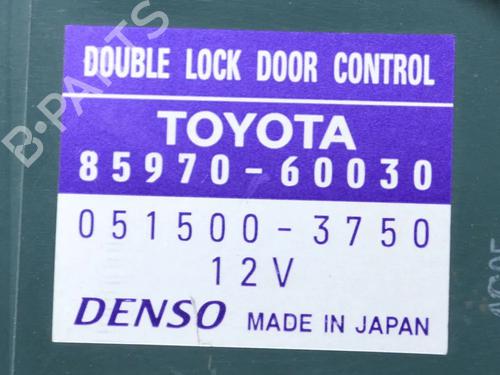 DOUBLE LOCK DOOR CONTROL
TOYOTA
85970-60030
051500-3750
12V
DENSO MADE IN JAPAN
B·PARTS